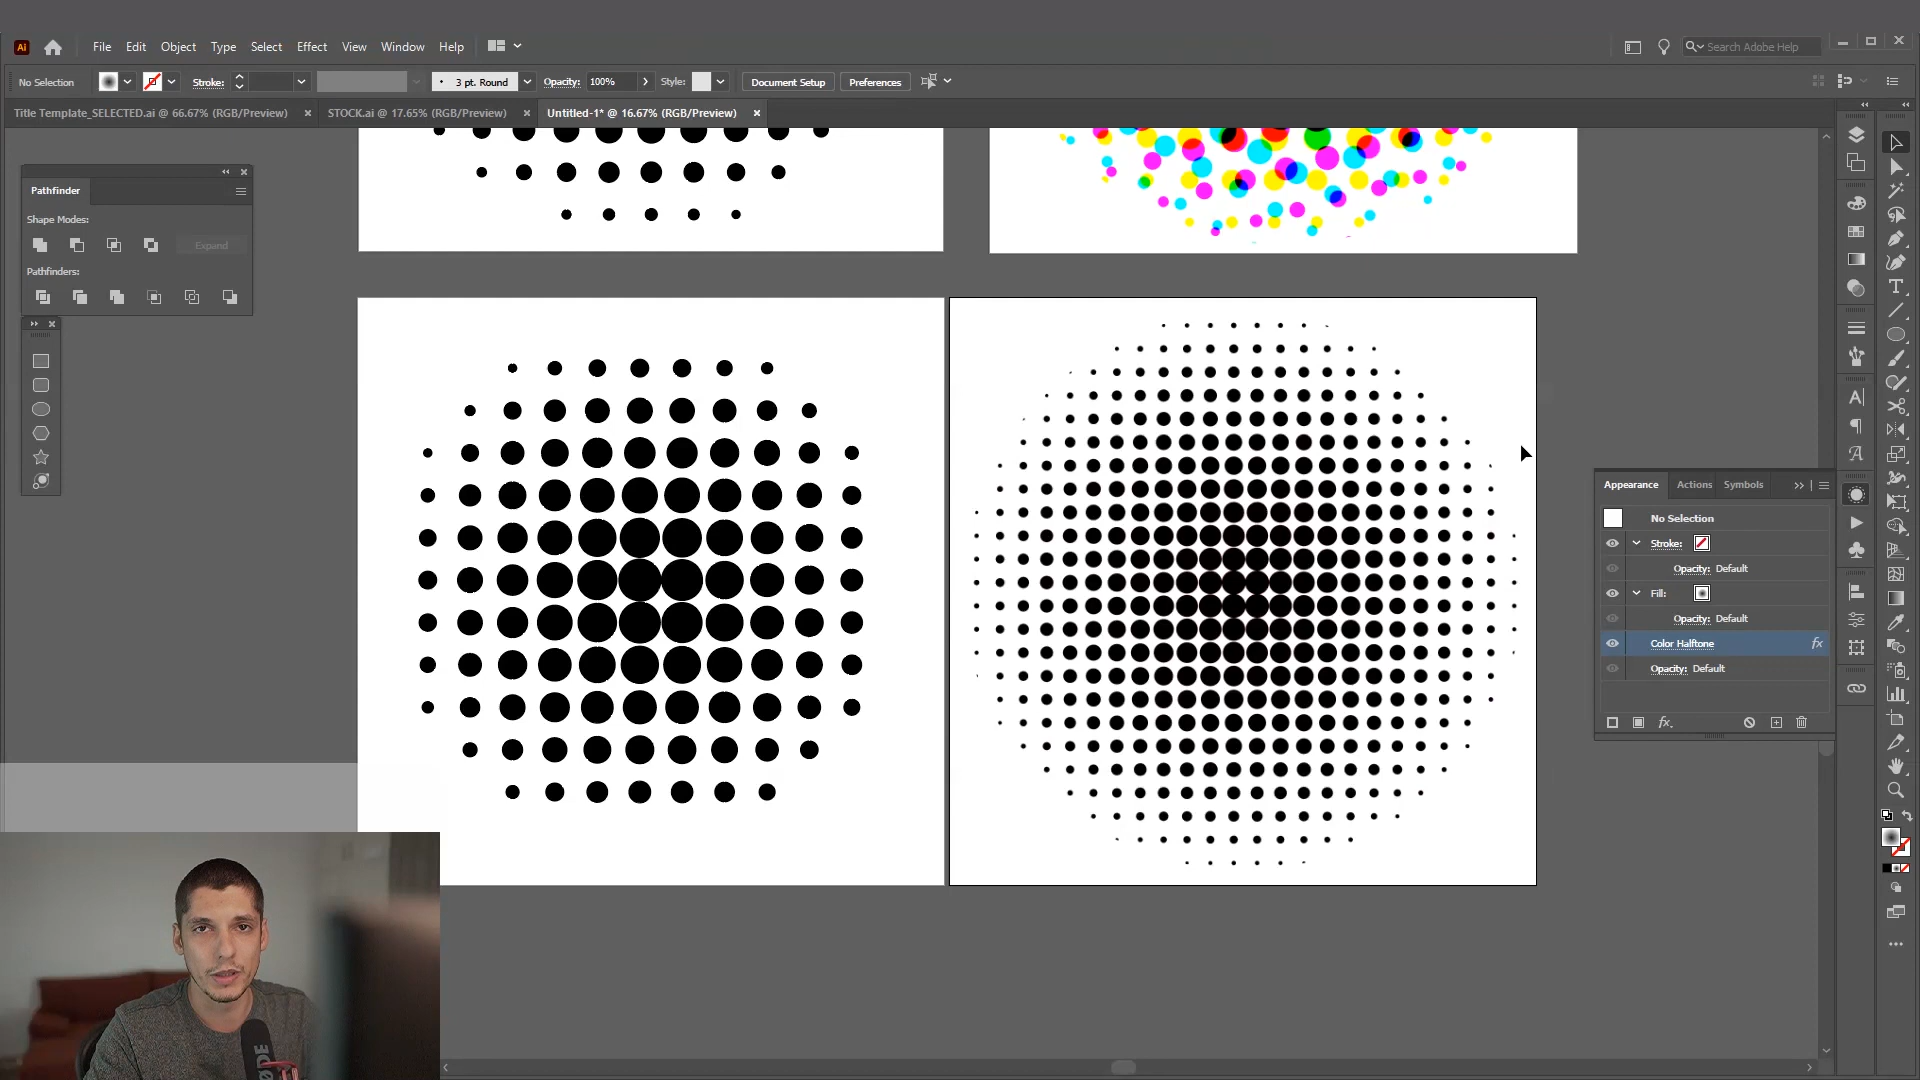 Ai File Edit Object Type Select Effect View Window Help Search Adobe Help
No Selection Stroke: 3 pt. Round Opacity: 100% Style: Document Setup Preferences
Title Template_SELECTED.ai @ 66.67% (RGB/Preview) STOCK.ai @ 17.65% (RGB/Preview) Untitled-1* @ 16.67% (RGB/Preview)
Pathfinder
Shape Modes:
Expand
Pathfinders:
Appearance Actions Symbols
No Selection
Stroke:
Opacity: Default
Fill:
Opacity: Default
Color Halftone fx
Opacity: Default
fx.